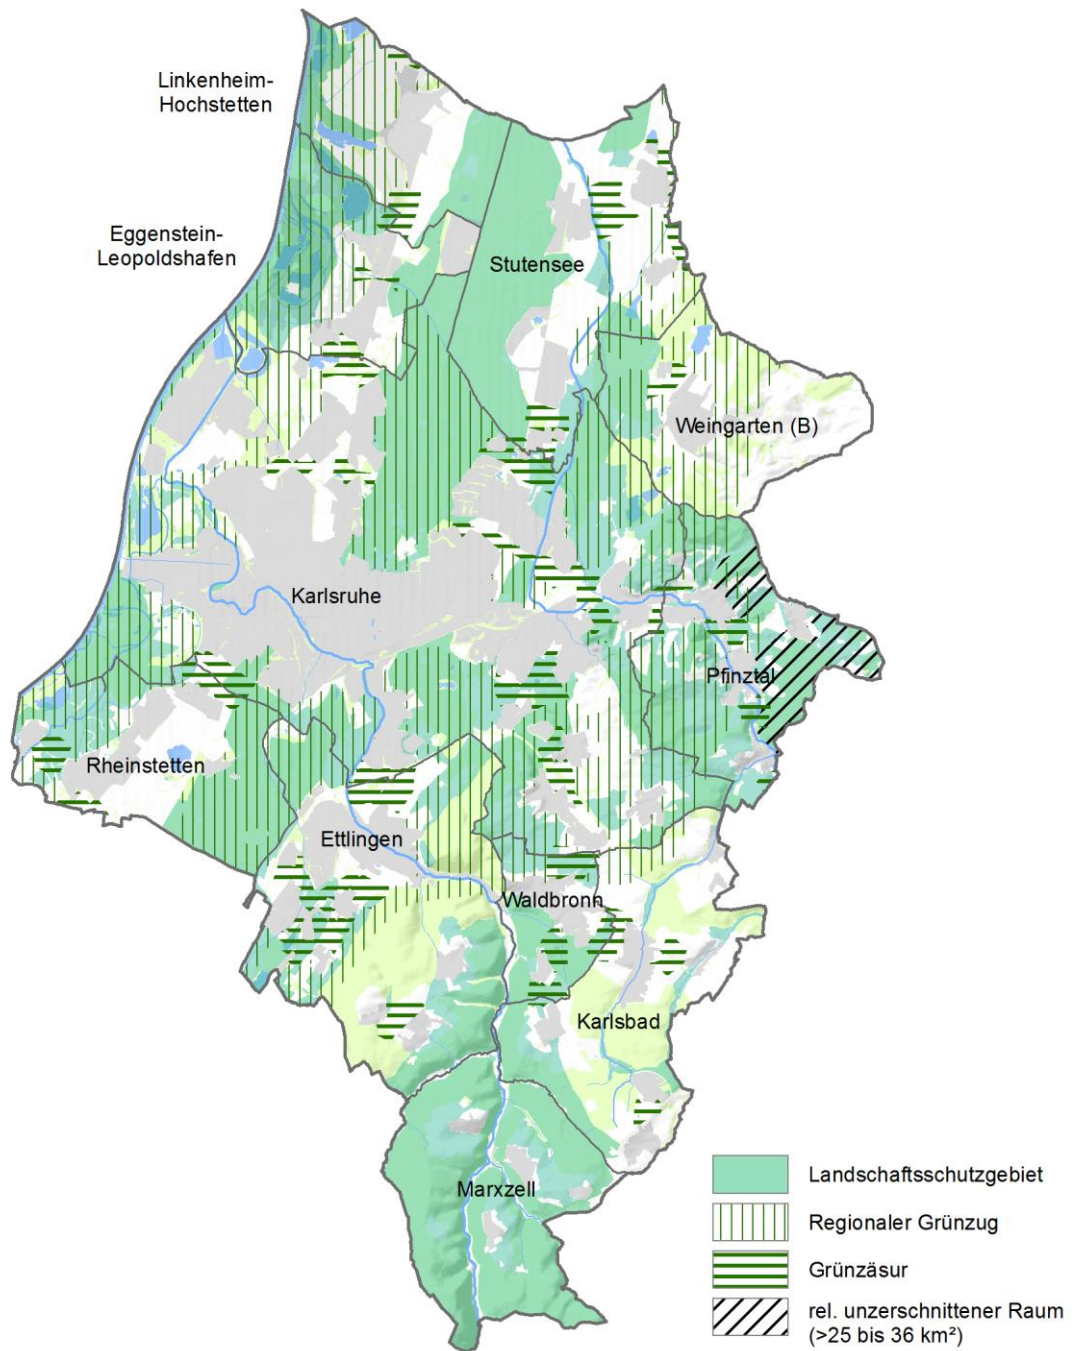 Linkenheim-
Hochstetten
Eggenstein-
Leopoldshafen
Stutensee
Weingarten (B)
Karlsruhe
Pfinztal
Rheinstetten
Ettlingen
Waldbronn
Karlsbad
Marxzell
Landschaftsschutzgebiet
Regionaler Grünzug
Grünzäsur
rel. unzerschnittener Raum
(>25 bis 36 km²)